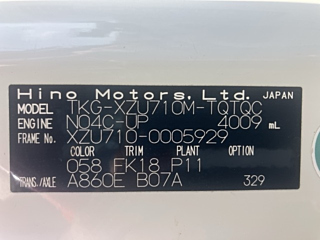 Hino Motors, Ltd. JAPAN
MODEL TKG-XZU710M-TQTQC
ENGINE N04C-UP 4009 mL
FRAME No. XZU710-0005929
COLOR TRIM PLANT OPTION
058 FK18 P11
TRANS/AXLE A860E B07A 329